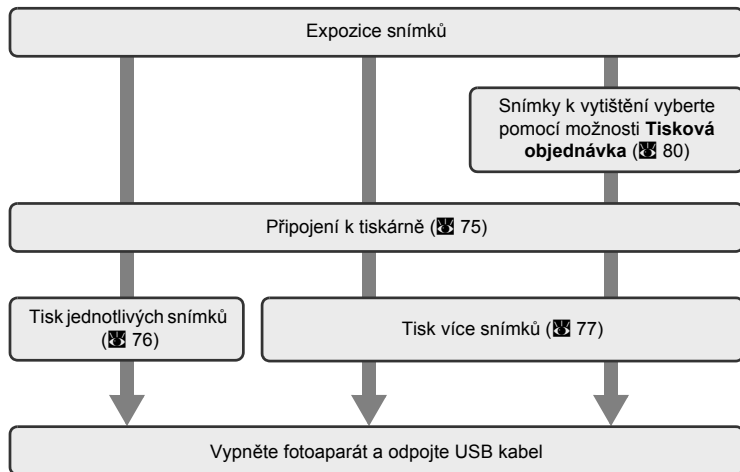 Expozice snímků
Snímky k vytištění vyberte
pomocí možnosti Tisková
objednávka ( 80)
Připojení k tiskárně ( 75)
Tisk jednotlivých snímků
( 76)
Tisk více snímků ( 77)
Vypněte fotoaparát a odpojte USB kabel